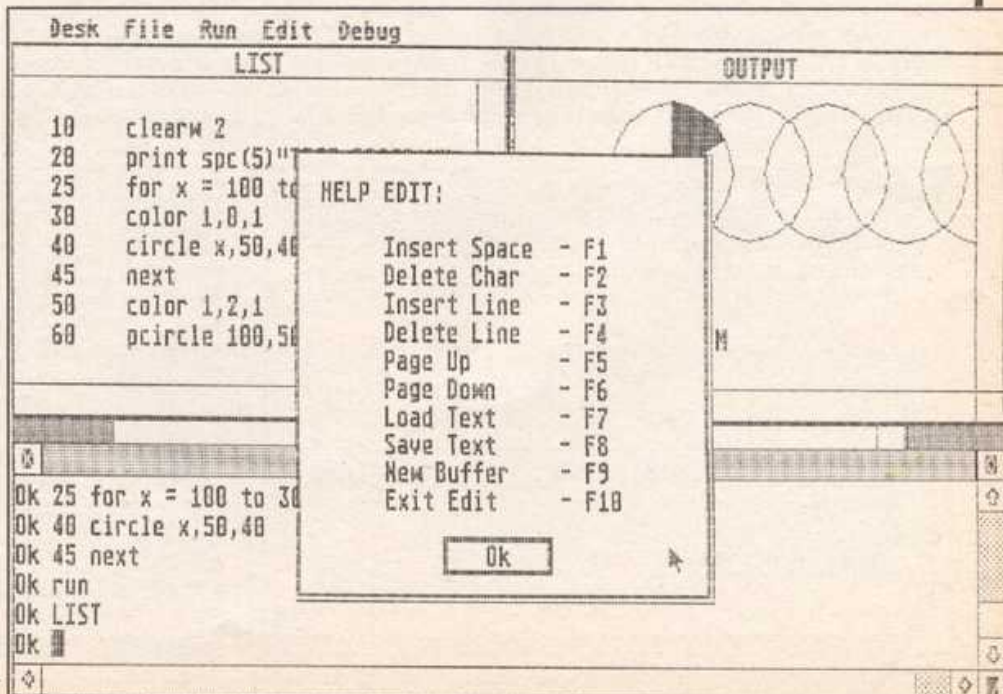 Desk File Run Edit Debug
LIST
10 clearw 2
20 print spc(5)"
25 for x = 100 to
30 color 1,0,1
40 circle x,50,40
45 next
50 color 1,2,1
60 pcircle 100,50
OUTPUT
M
HELP EDIT:
Insert Space - F1
Delete Char - F2
Insert Line - F3
Delete Line - F4
Page Up - F5
Page Down - F6
Load Text - F7
Save Text - F8
New Buffer - F9
Exit Edit - F10
Ok
Ok 25 for x = 100 to 30
Ok 40 circle x,50,40
Ok 45 next
Ok run
Ok LIST
Ok